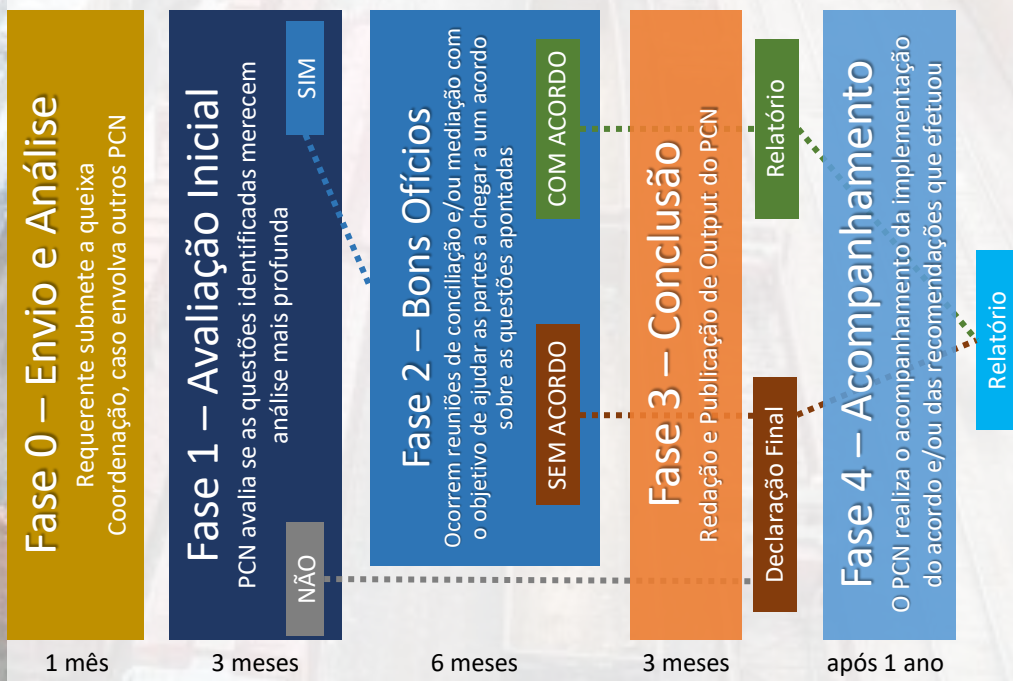 Fase 0 – Envio e Análise
Requerente submete a queixa
Coordenação, caso envolva outros PCN
1 mês
Fase 1 – Avaliação Inicial
PCN avalia se as questões identificadas merecem
análise mais profunda
NÃO
SIM
3 meses
Fase 2 – Bons Ofícios
Ocorrem reuniões de conciliação e/ou mediação com
o objetivo de ajudar as partes a chegar a um acordo
sobre as questões apontadas
SEM ACORDO
COM ACORDO
6 meses
Fase 3 – Conclusão
Redação e Publicação de Output do PCN
Declaração Final
Relatório
3 meses
Fase 4 – Acompanhamento
O PCN realiza o acompanhamento da implementação
do acordo e/ou das recomendações que efetuou
Relatório
após 1 ano